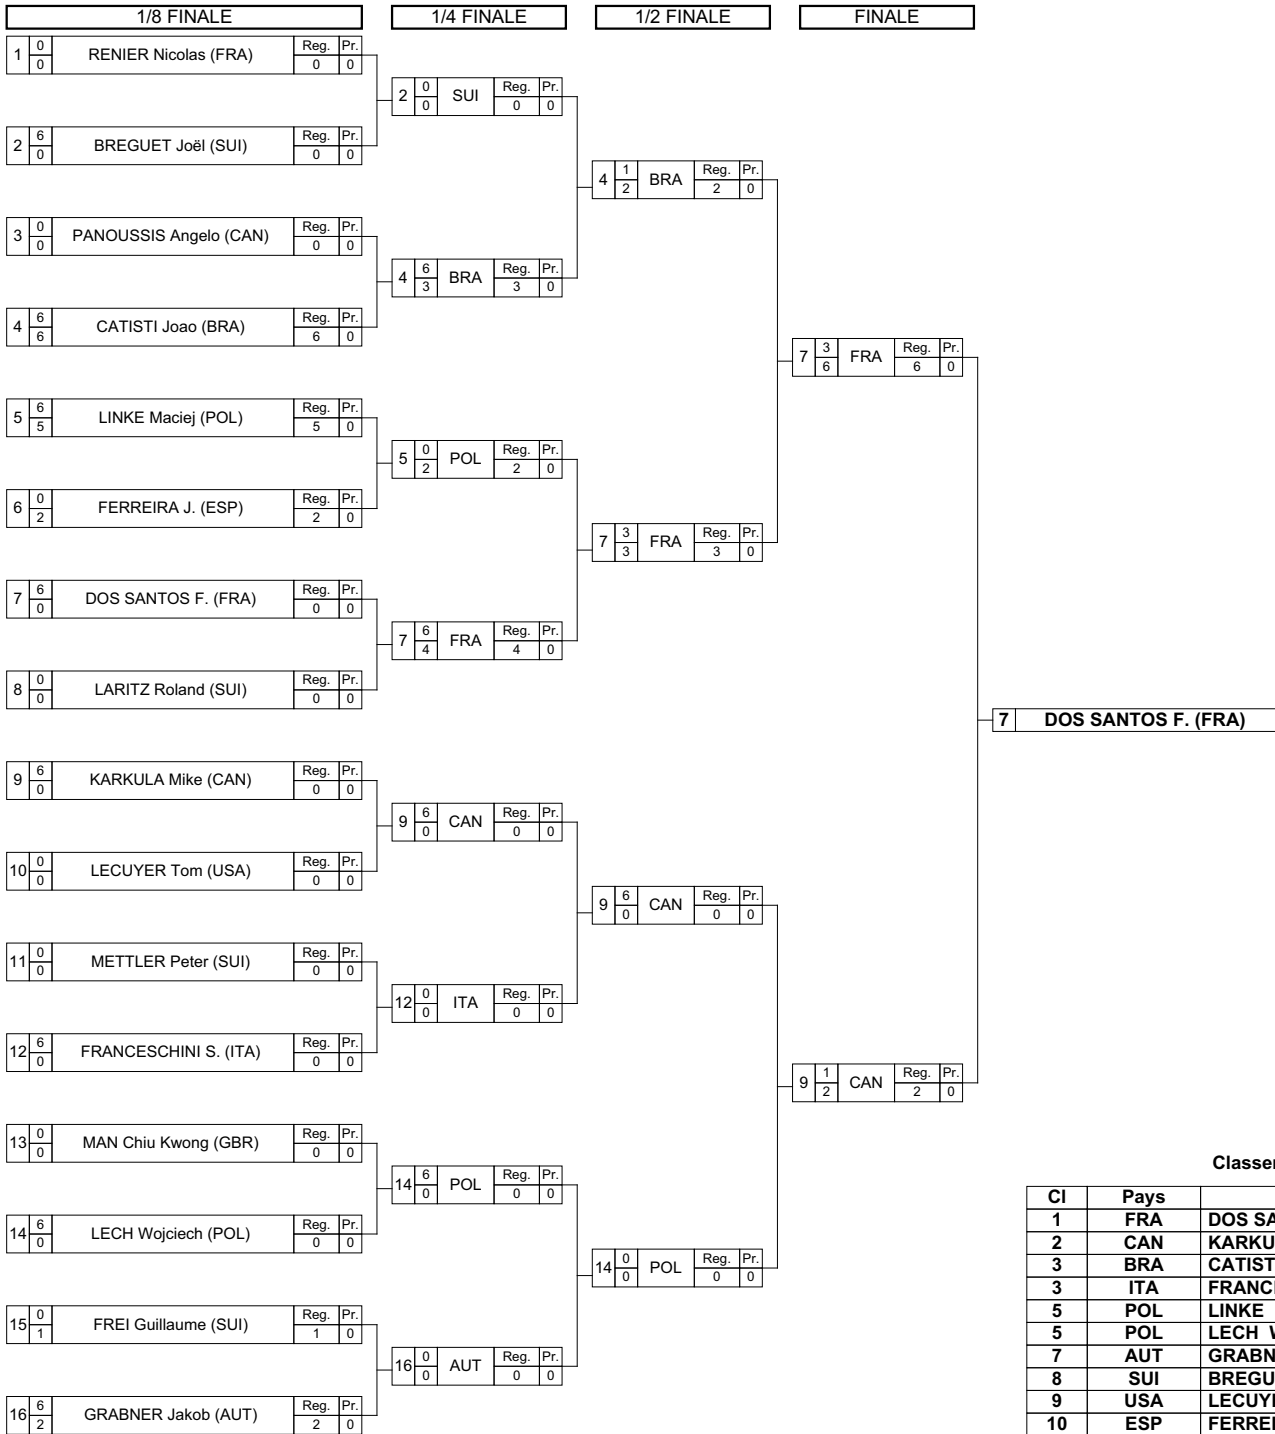 1/8 FINALE 1/4 FINALE 1/2 FINALE FINALE
1 0 0 RENIER Nicolas (FRA) Reg. 0 Pr. 0
2 6 0 BREGUET Joël (SUI) Reg. 0 Pr. 0
3 0 0 PANOUSSIS Angelo (CAN) Reg. 0 Pr. 0
4 6 6 CATISTI Joao (BRA) Reg. 6 Pr. 0
5 6 5 LINKE Maciej (POL) Reg. 5 Pr. 0
6 0 2 FERREIRA J. (ESP) Reg. 2 Pr. 0
7 6 0 DOS SANTOS F. (FRA) Reg. 0 Pr. 0
8 0 0 LARITZ Roland (SUI) Reg. 0 Pr. 0
9 6 0 KARKULA Mike (CAN) Reg. 0 Pr. 0
10 0 0 LECUYER Tom (USA) Reg. 0 Pr. 0
11 0 0 METTLER Peter (SUI) Reg. 0 Pr. 0
12 6 0 FRANCESCHINI S. (ITA) Reg. 0 Pr. 0
13 0 0 MAN Chiu Kwong (GBR) Reg. 0 Pr. 0
14 6 0 LECH Wojciech (POL) Reg. 0 Pr. 0
15 0 1 FREI Guillaume (SUI) Reg. 1 Pr. 0
16 6 2 GRABNER Jakob (AUT) Reg. 2 Pr. 0
2 0 0 SUI Reg. 0 Pr. 0
4 6 3 BRA Reg. 3 Pr. 0
5 0 2 POL Reg. 2 Pr. 0
7 6 4 FRA Reg. 4 Pr. 0
9 6 0 CAN Reg. 0 Pr. 0
12 0 0 ITA Reg. 0 Pr. 0
14 6 0 POL Reg. 0 Pr. 0
16 0 0 AUT Reg. 0 Pr. 0
4 1 2 BRA Reg. 2 Pr. 0
7 3 3 FRA Reg. 3 Pr. 0
9 6 0 CAN Reg. 0 Pr. 0
14 0 0 POL Reg. 0 Pr. 0
7 3 6 FRA Reg. 6 Pr. 0
9 1 2 CAN Reg. 2 Pr. 0
7 DOS SANTOS F. (FRA)
Classe
Cl Pays
1 FRA DOS SA
2 CAN KARKU
3 BRA CATIST
3 ITA FRANC
5 POL LINKE
5 POL LECH
7 AUT GRABN
8 SUI BREGU
9 USA LECUY
10 ESP FERRE